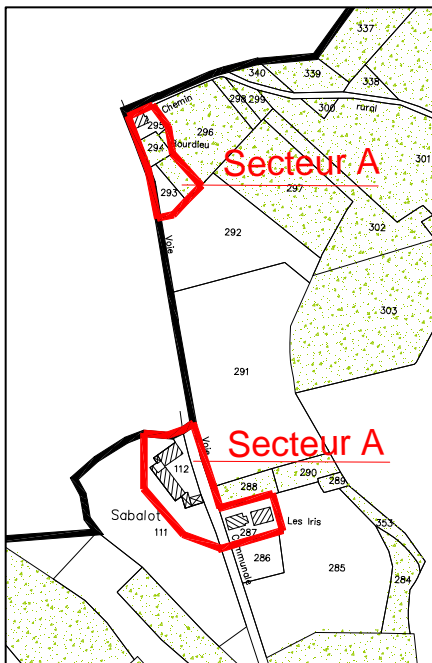 337
340
339
338
Chemin
298
299
300
rural
295
296
301
294
Bourdieu
Secteur A
293
297
302
292
Voie
303
291
Secteur A
Voie
112
290
289
288
Sabalot
Les Iris
353
111
287
Communale
286
285
284